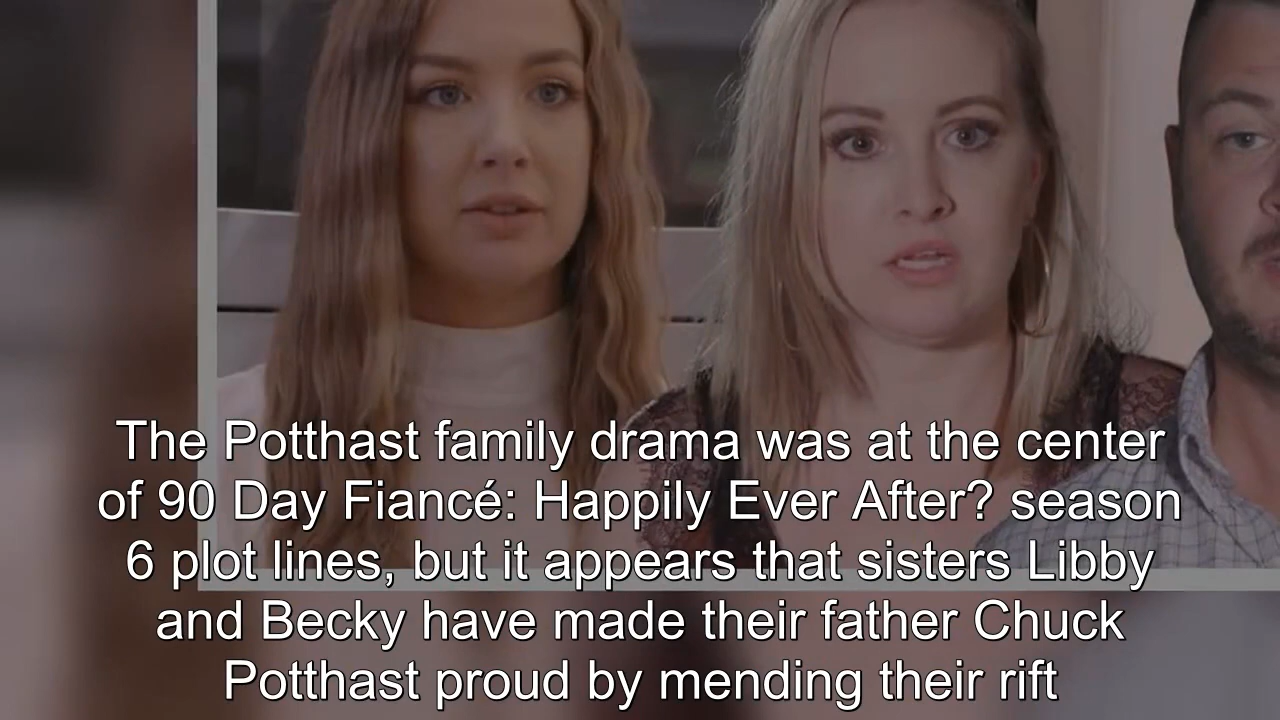 The Potthast family drama was at the center
of 90 Day Fiancé: Happily Ever After? season
6 plot lines, but it appears that sisters Libby
and Becky have made their father Chuck
Potthast proud by mending their rift